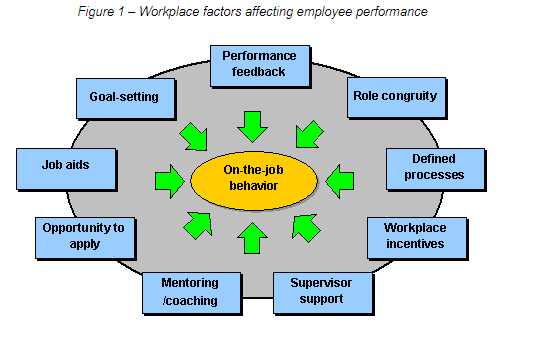 Figure 1 – Workplace factors affecting employee performance
Performance
feedback
Goal-setting
Role congruity
Job aids
On-the-job
behavior
Defined
processes
Opportunity to
apply
Workplace
incentives
Mentoring
/coaching
Supervisor
support